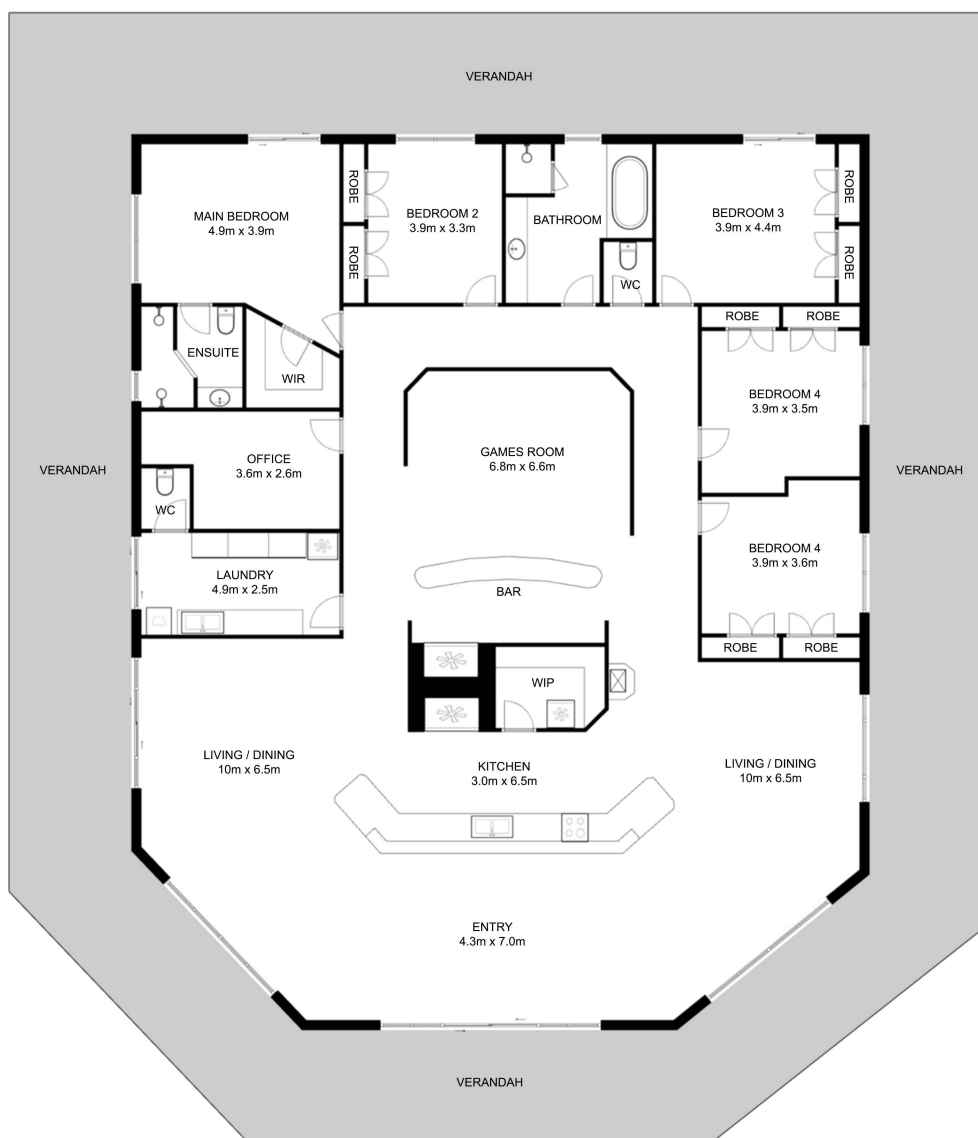 VERANDAH
MAIN BEDROOM
4.9m x 3.9m
ROBE
ROBE
BEDROOM 2
3.9m x 3.3m
BATHROOM
WC
BEDROOM 3
3.9m x 4.4m
ROBE
ROBE
ENSUITE
WIR
ROBE
ROBE
BEDROOM 4
3.9m x 3.5m
VERANDAH
OFFICE
3.6m x 2.6m
WC
GAMES ROOM
6.8m x 6.6m
VERANDAH
BEDROOM 4
3.9m x 3.6m
LAUNDRY
4.9m x 2.5m
BAR
ROBE
ROBE
WIP
LIVING / DINING
10m x 6.5m
KITCHEN
3.0m x 6.5m
LIVING / DINING
10m x 6.5m
ENTRY
4.3m x 7.0m
VERANDAH